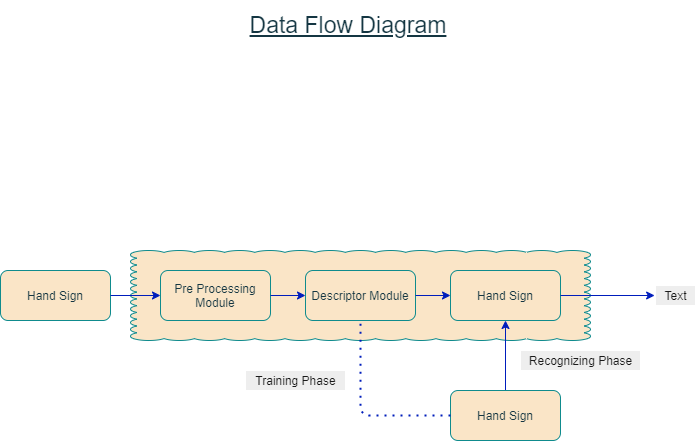 Data Flow Diagram
Hand Sign
Pre Processing
Module
Descriptor Module
Hand Sign
Text
Recognizing Phase
Training Phase
Hand Sign